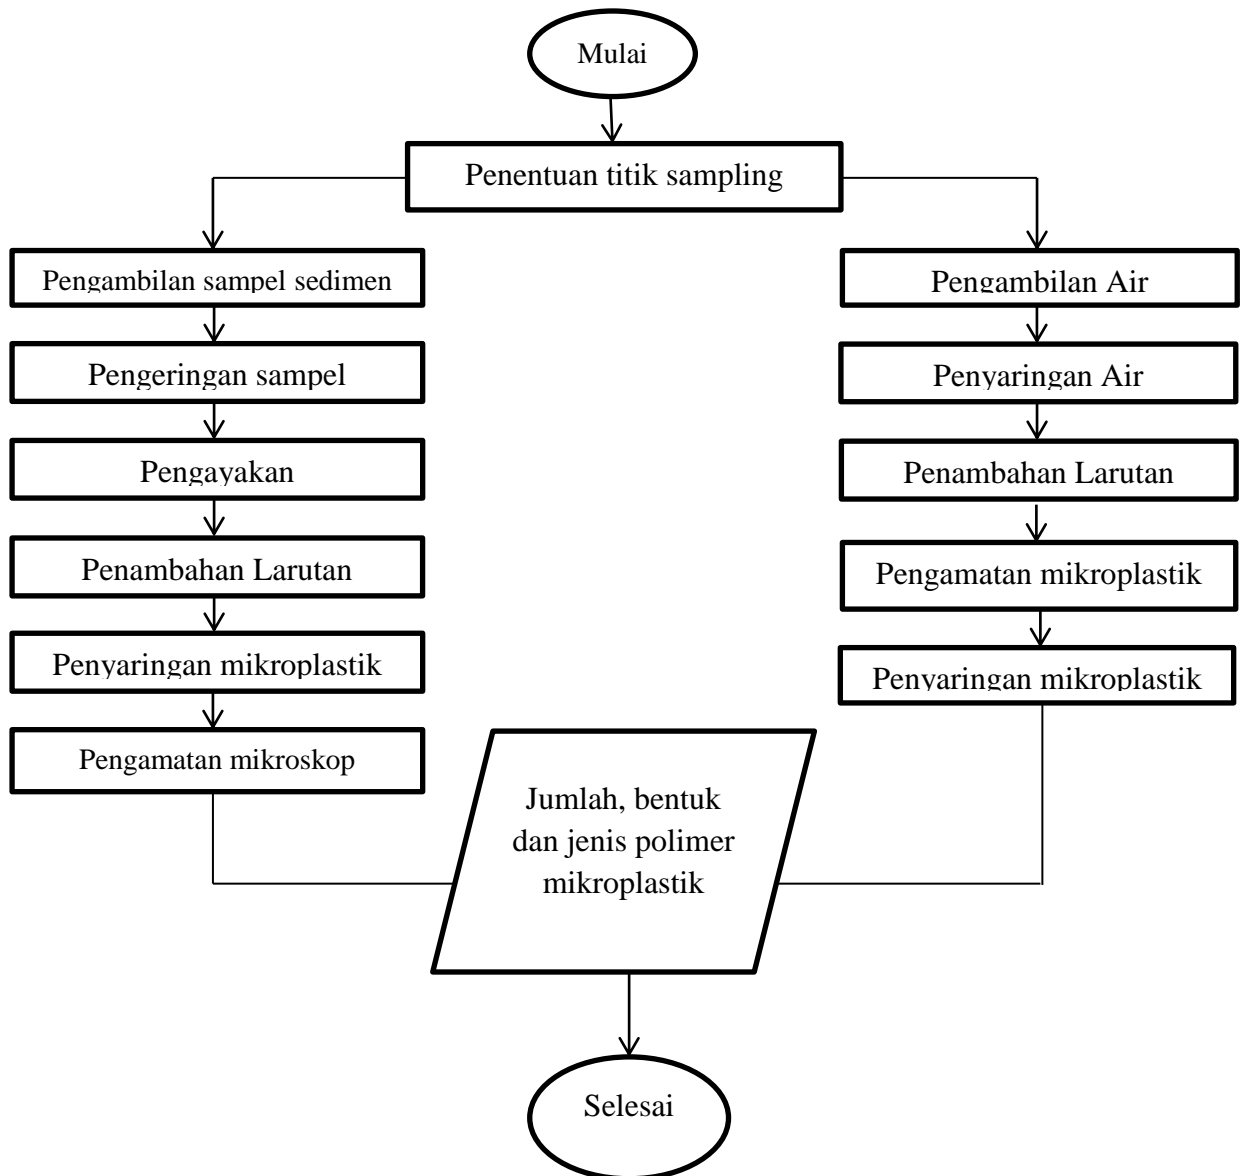 Mulai
Penentuan titik sampling
Pengambilan sampel sedimen
Pengeringan sampel
Pengayakan
Penambahan Larutan
Penyaringan mikroplastik
Pengamatan mikroskop
Pengambilan Air
Penyaringan Air
Penambahan Larutan
Pengamatan mikroplastik
Penyaringan mikroplastik
Jumlah, bentuk
dan jenis polimer
mikroplastik
Selesai